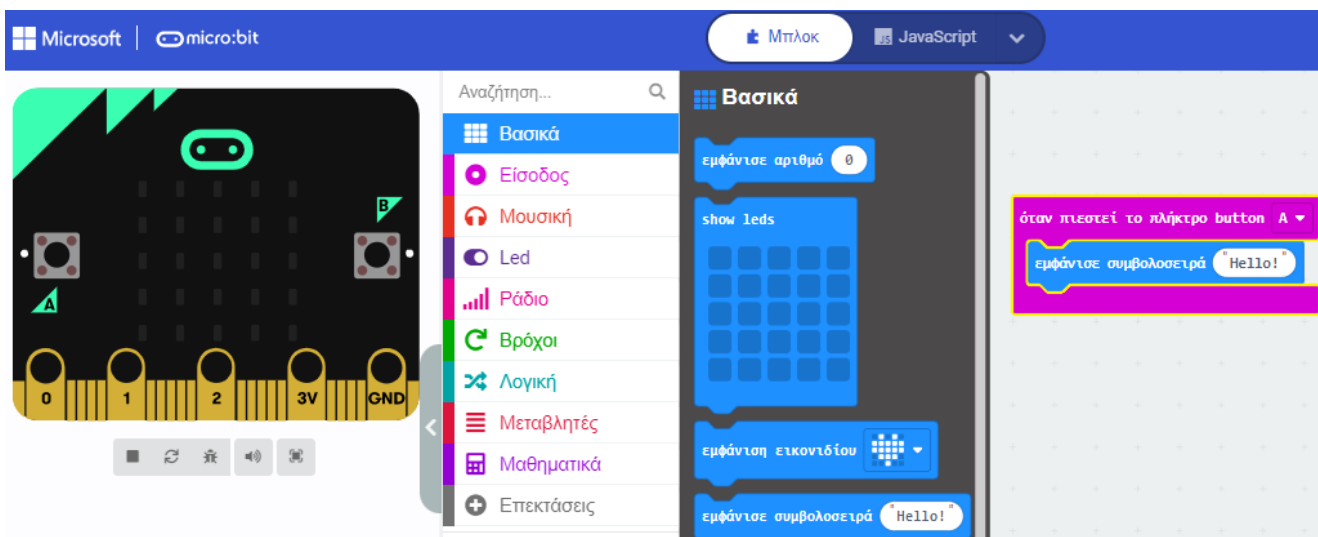 Microsoft micro:bit Μπλοκ JS JavaScript
Αναζήτηση...
Βασικά
Είσοδος
Μουσική
Led
Ράδιο
Βρόχοι
Λογική
Μεταβλητές
Μαθηματικά
Επεκτάσεις
Βασικά
εμφάνισε αριθμό 0
show leds
εμφάνιση εικονιδίου
εμφάνισε συμβολοσειρά "Hello!"
όταν πιεστεί το πλήκτρο button A
εμφάνισε συμβολοσειρά "Hello!"
B
A
0 1 2 3V GND